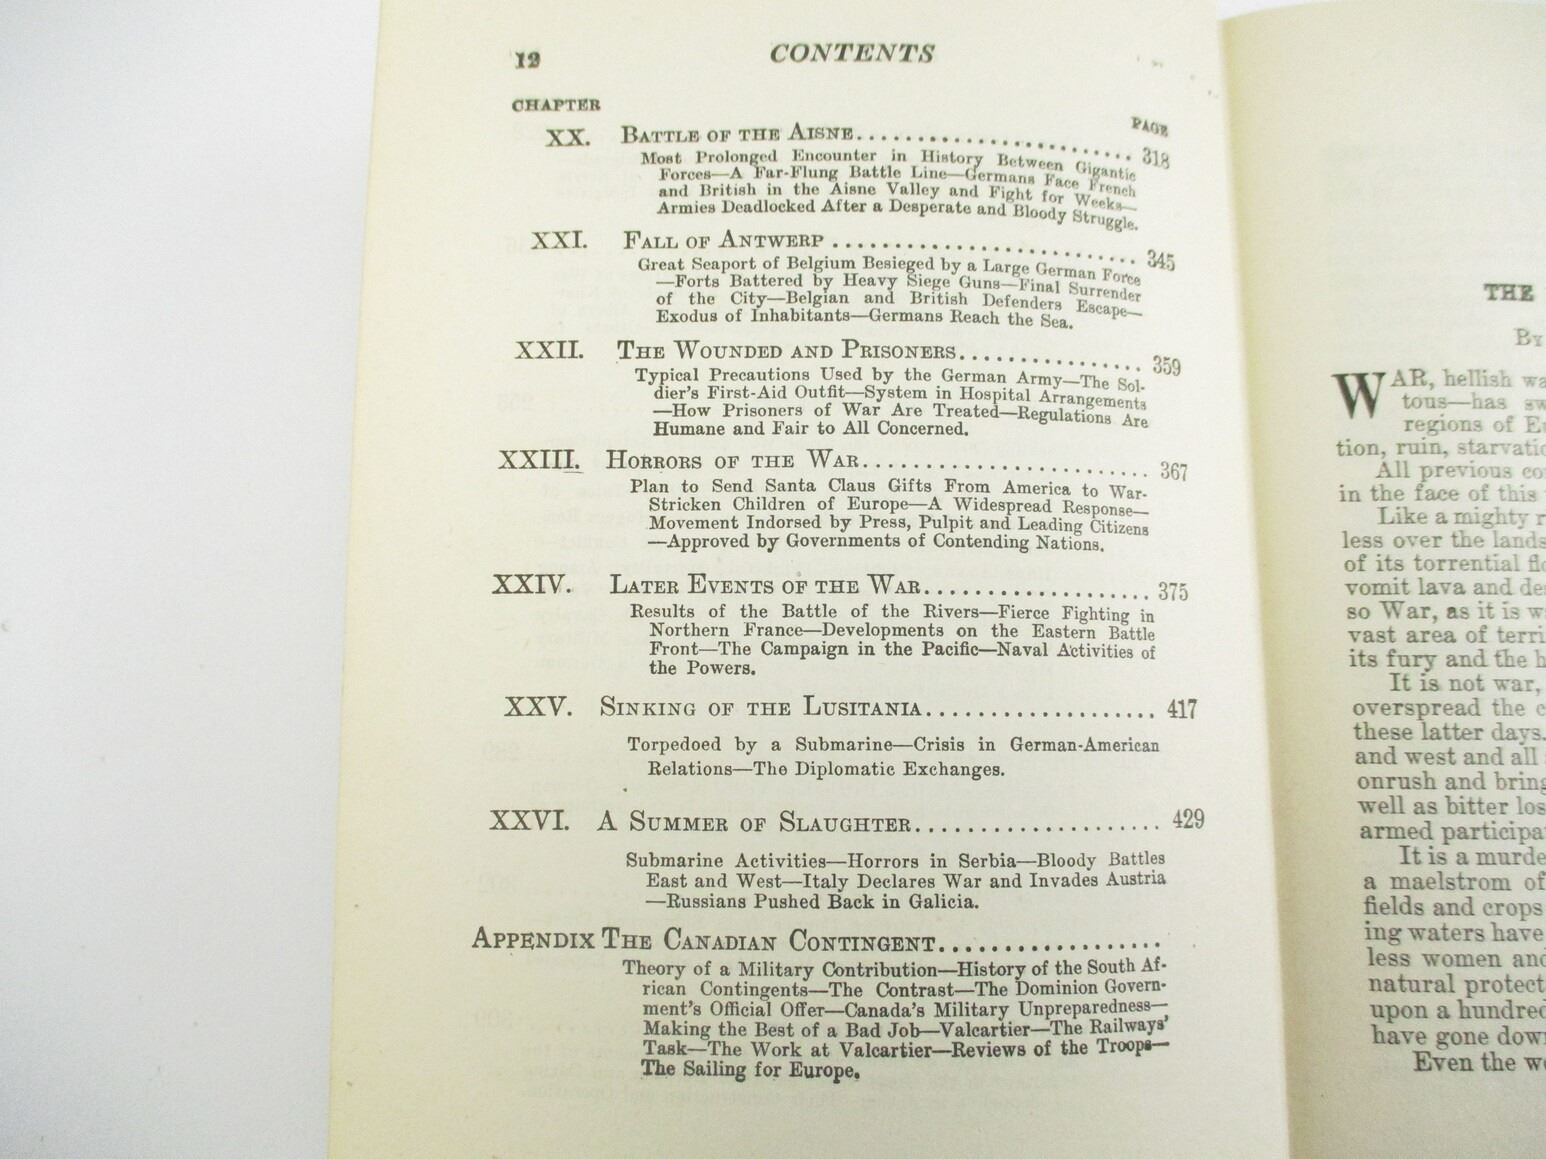 12
CONTENTS
CHAPTER
PAGE
XX. BATTLE OF THE AISNE.............................. 318
Most Prolonged Encounter in History Between Gigantic
Forces—A Far-Flung Battle Line—Germans Face French
and British in the Aisne Valley and Fight for Weeks—
Armies Deadlocked After a Desperate and Bloody Struggle.
XXI. FALL OF ANTWERP .............................. 345
Great Seaport of Belgium Besieged by a Large German Force
—Forts Battered by Heavy Siege Guns—Final Surrender
of the City—Belgian and British Defenders Escape—
Exodus of Inhabitants—Germans Reach the Sea.
XXII. THE WOUNDED AND PRISONERS................ 359
Typical Precautions Used by the German Army—The Sol-
dier's First-Aid Outfit—System in Hospital Arrangements
—How Prisoners of War Are Treated—Regulations Are
Humane and Fair to All Concerned.
XXIII. HORRORS OF THE WAR........................ 367
Plan to Send Santa Claus Gifts From America to War-
Stricken Children of Europe—A Widespread Response—
Movement Indorsed by Press, Pulpit and Leading Citizens
—Approved by Governments of Contending Nations.
XXIV. LATER EVENTS OF THE WAR................... 375
Results of the Battle of the Rivers—Fierce Fighting in
Northern France—Developments on the Eastern Battle
Front—The Campaign in the Pacific—Naval Activities of
the Powers.
XXV. SINKING OF THE LUSITANIA................... 417
Torpedoed by a Submarine—Crisis in German-American
Relations—The Diplomatic Exchanges.
XXVI. A SUMMER OF SLAUGHTER..................... 429
Submarine Activities—Horrors in Serbia—Bloody Battles
East and West—Italy Declares War and Invades Austria
—Russians Pushed Back in Galicia.
APPENDIX THE CANADIAN CONTINGENT...................
Theory of a Military Contribution—History of the South Af-
rican Contingents—The Contrast—The Dominion Govern-
ment's Official Offer—Canada's Military Unpreparedness—
Making the Best of a Bad Job—Valcartier—The Railways'
Task—The Work at Valcartier—Reviews of the Troops—
The Sailing for Europe.
THE
By
WAR, hellish
tous—has
regions of
tion, ruin,
All previous
in the face of this
Like a mighty
less over the
of its torrential
vomit lava and
so War, as it is
vast area of
its fury and the
It is not war,
overspread the
these latter days.
and west and all
onrush and
well as bitter
armed
It is a
a maelstrom of
fields and crops
ing waters have
less women
natural
upon a
have gone
Even the